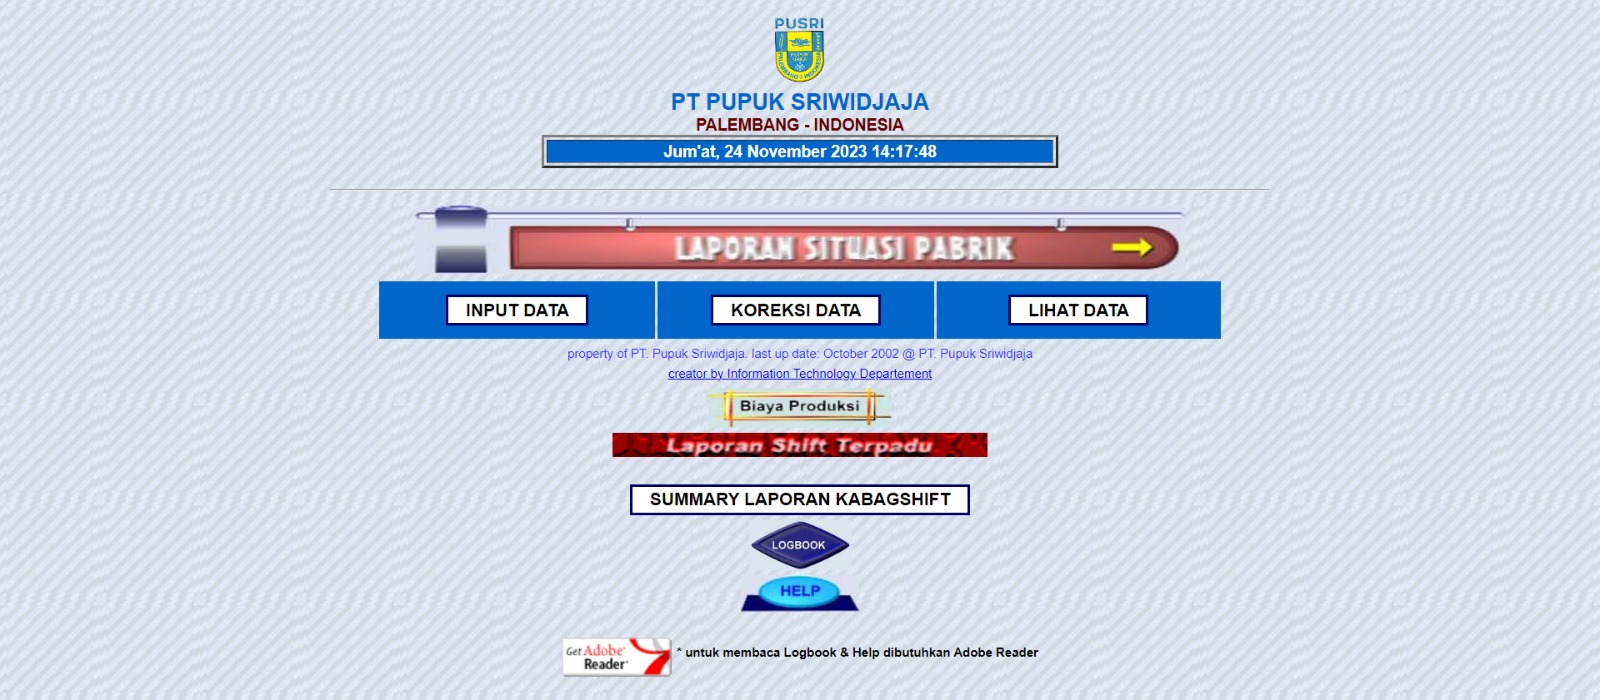 PUSRI
PALEMBANG - INDONESIA
PT PUPUK SRIWIDJAJA
PALEMBANG - INDONESIA
Jum'at, 24 November 2023 14:17:48
LAPORAN SITUASI PABRIK
INPUT DATA KOREKSI DATA LIHAT DATA
property of PT. Pupuk Sriwidjaja. last up date: October 2002 @ PT. Pupuk Sriwidjaja
creator by Information Technology Departement
Biaya Produksi
Laporan Shift Terpadu
SUMMARY LAPORAN KABAGSHIFT
LOGBOOK
HELP
Get Adobe® Reader®
* untuk membaca Logbook & Help dibutuhkan Adobe Reader